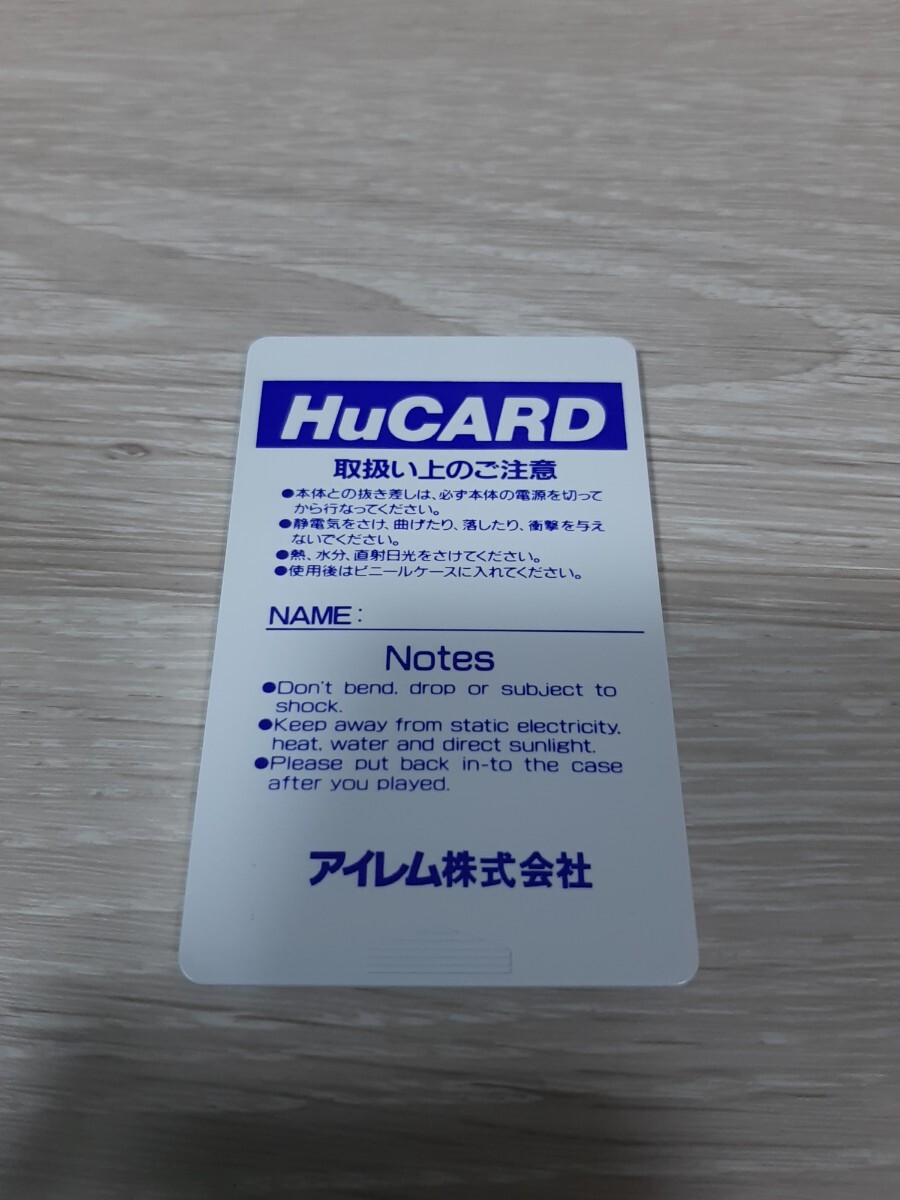 HuCARD
取扱い上のご注意
●本体との抜き差しは、必ず本体の電源を切って
から行なってください。
●静電気をさけ、曲げたり、落したり、衝撃を与え
ないでください。
●熱、水分、直射日光をさけてください。
●使用後はビニールケースに入れてください。
NAME:
Notes
●Don't bend, drop or subject to
shock.
●Keep away from static electricity,
heat, water and direct sunlight.
●Please put back in-to the case
after you played.
アイレム株式会社